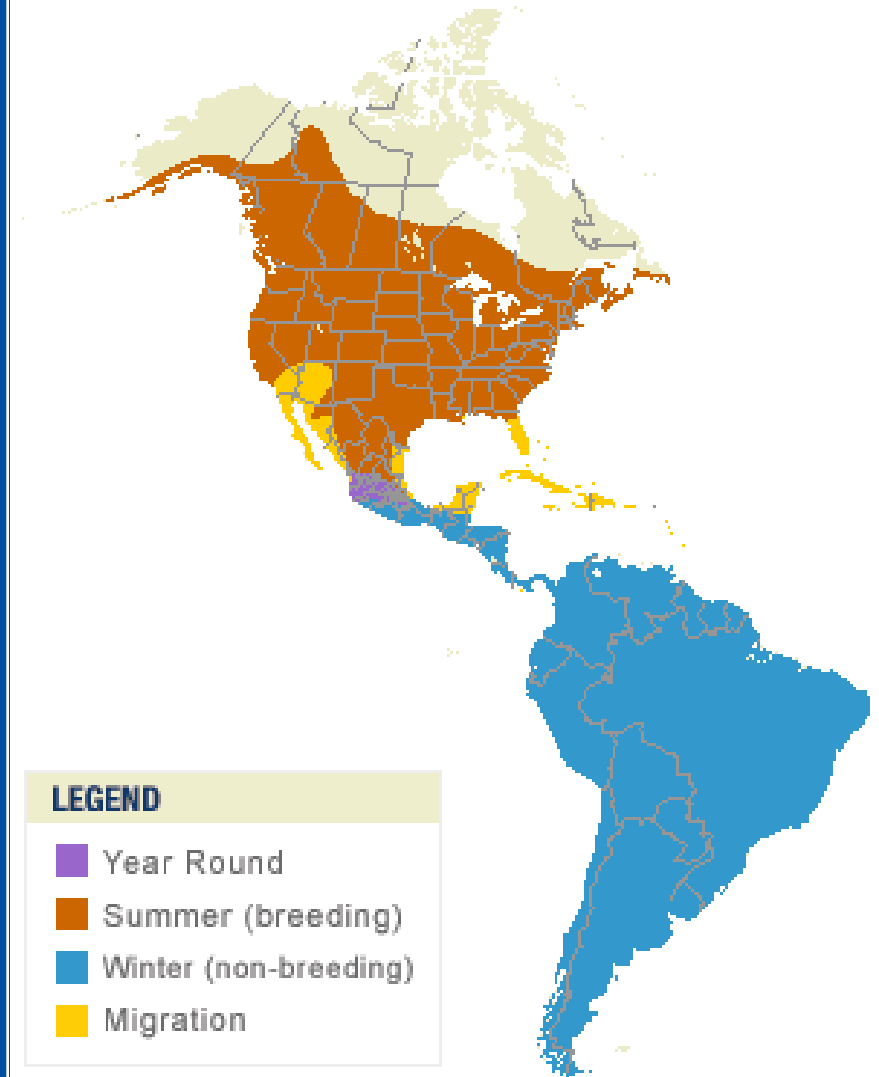 LEGEND
Year Round
Summer (breeding)
Winter (non-breeding)
Migration